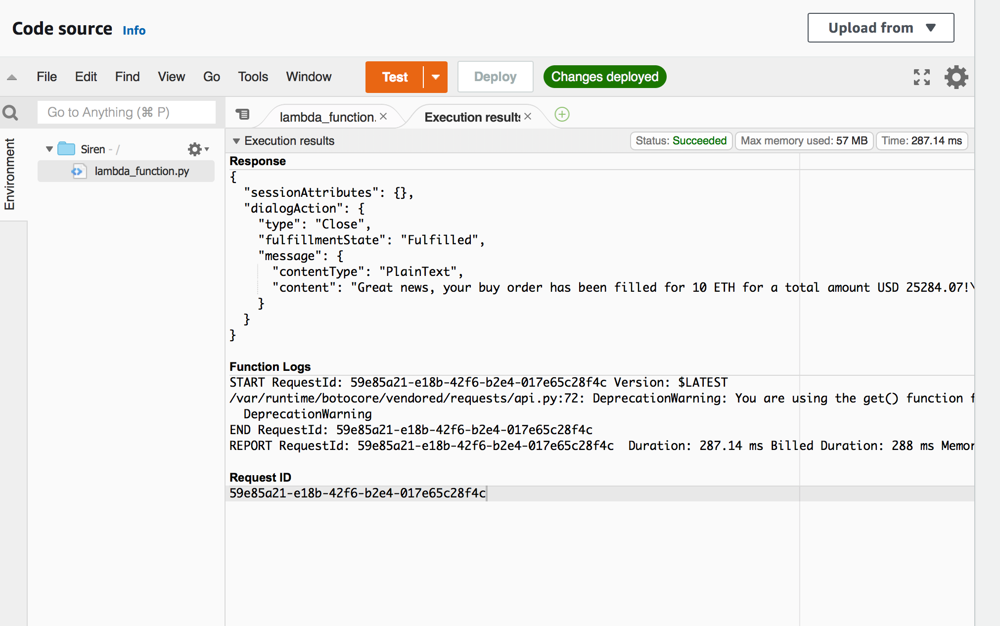 Code source Info
Upload from
File Edit Find View Go Tools Window
Test
Deploy
Changes deployed
Go to Anything (⌘ P)
lambda_function.
Execution results
Environment
Siren - /
lambda_function.py
Execution results
Status: Succeeded
Max memory used: 57 MB
Time: 287.14 ms
Response
{
  "sessionAttributes": {},
  "dialogAction": {
    "type": "Close",
    "fulfillmentState": "Fulfilled",
    "message": {
      "contentType": "PlainText",
      "content": "Great news, your buy order has been filled for 10 ETH for a total amount USD 25284.07!\
    }
  }
}
Function Logs
START RequestId: 59e85a21-e18b-42f6-b2e4-017e65c28f4c Version: $LATEST
/var/runtime/botocore/vendored/requests/api.py:72: DeprecationWarning: You are using the get() function f
  DeprecationWarning
END RequestId: 59e85a21-e18b-42f6-b2e4-017e65c28f4c
REPORT RequestId: 59e85a21-e18b-42f6-b2e4-017e65c28f4c  Duration: 287.14 ms Billed Duration: 288 ms Memor
Request ID
59e85a21-e18b-42f6-b2e4-017e65c28f4c